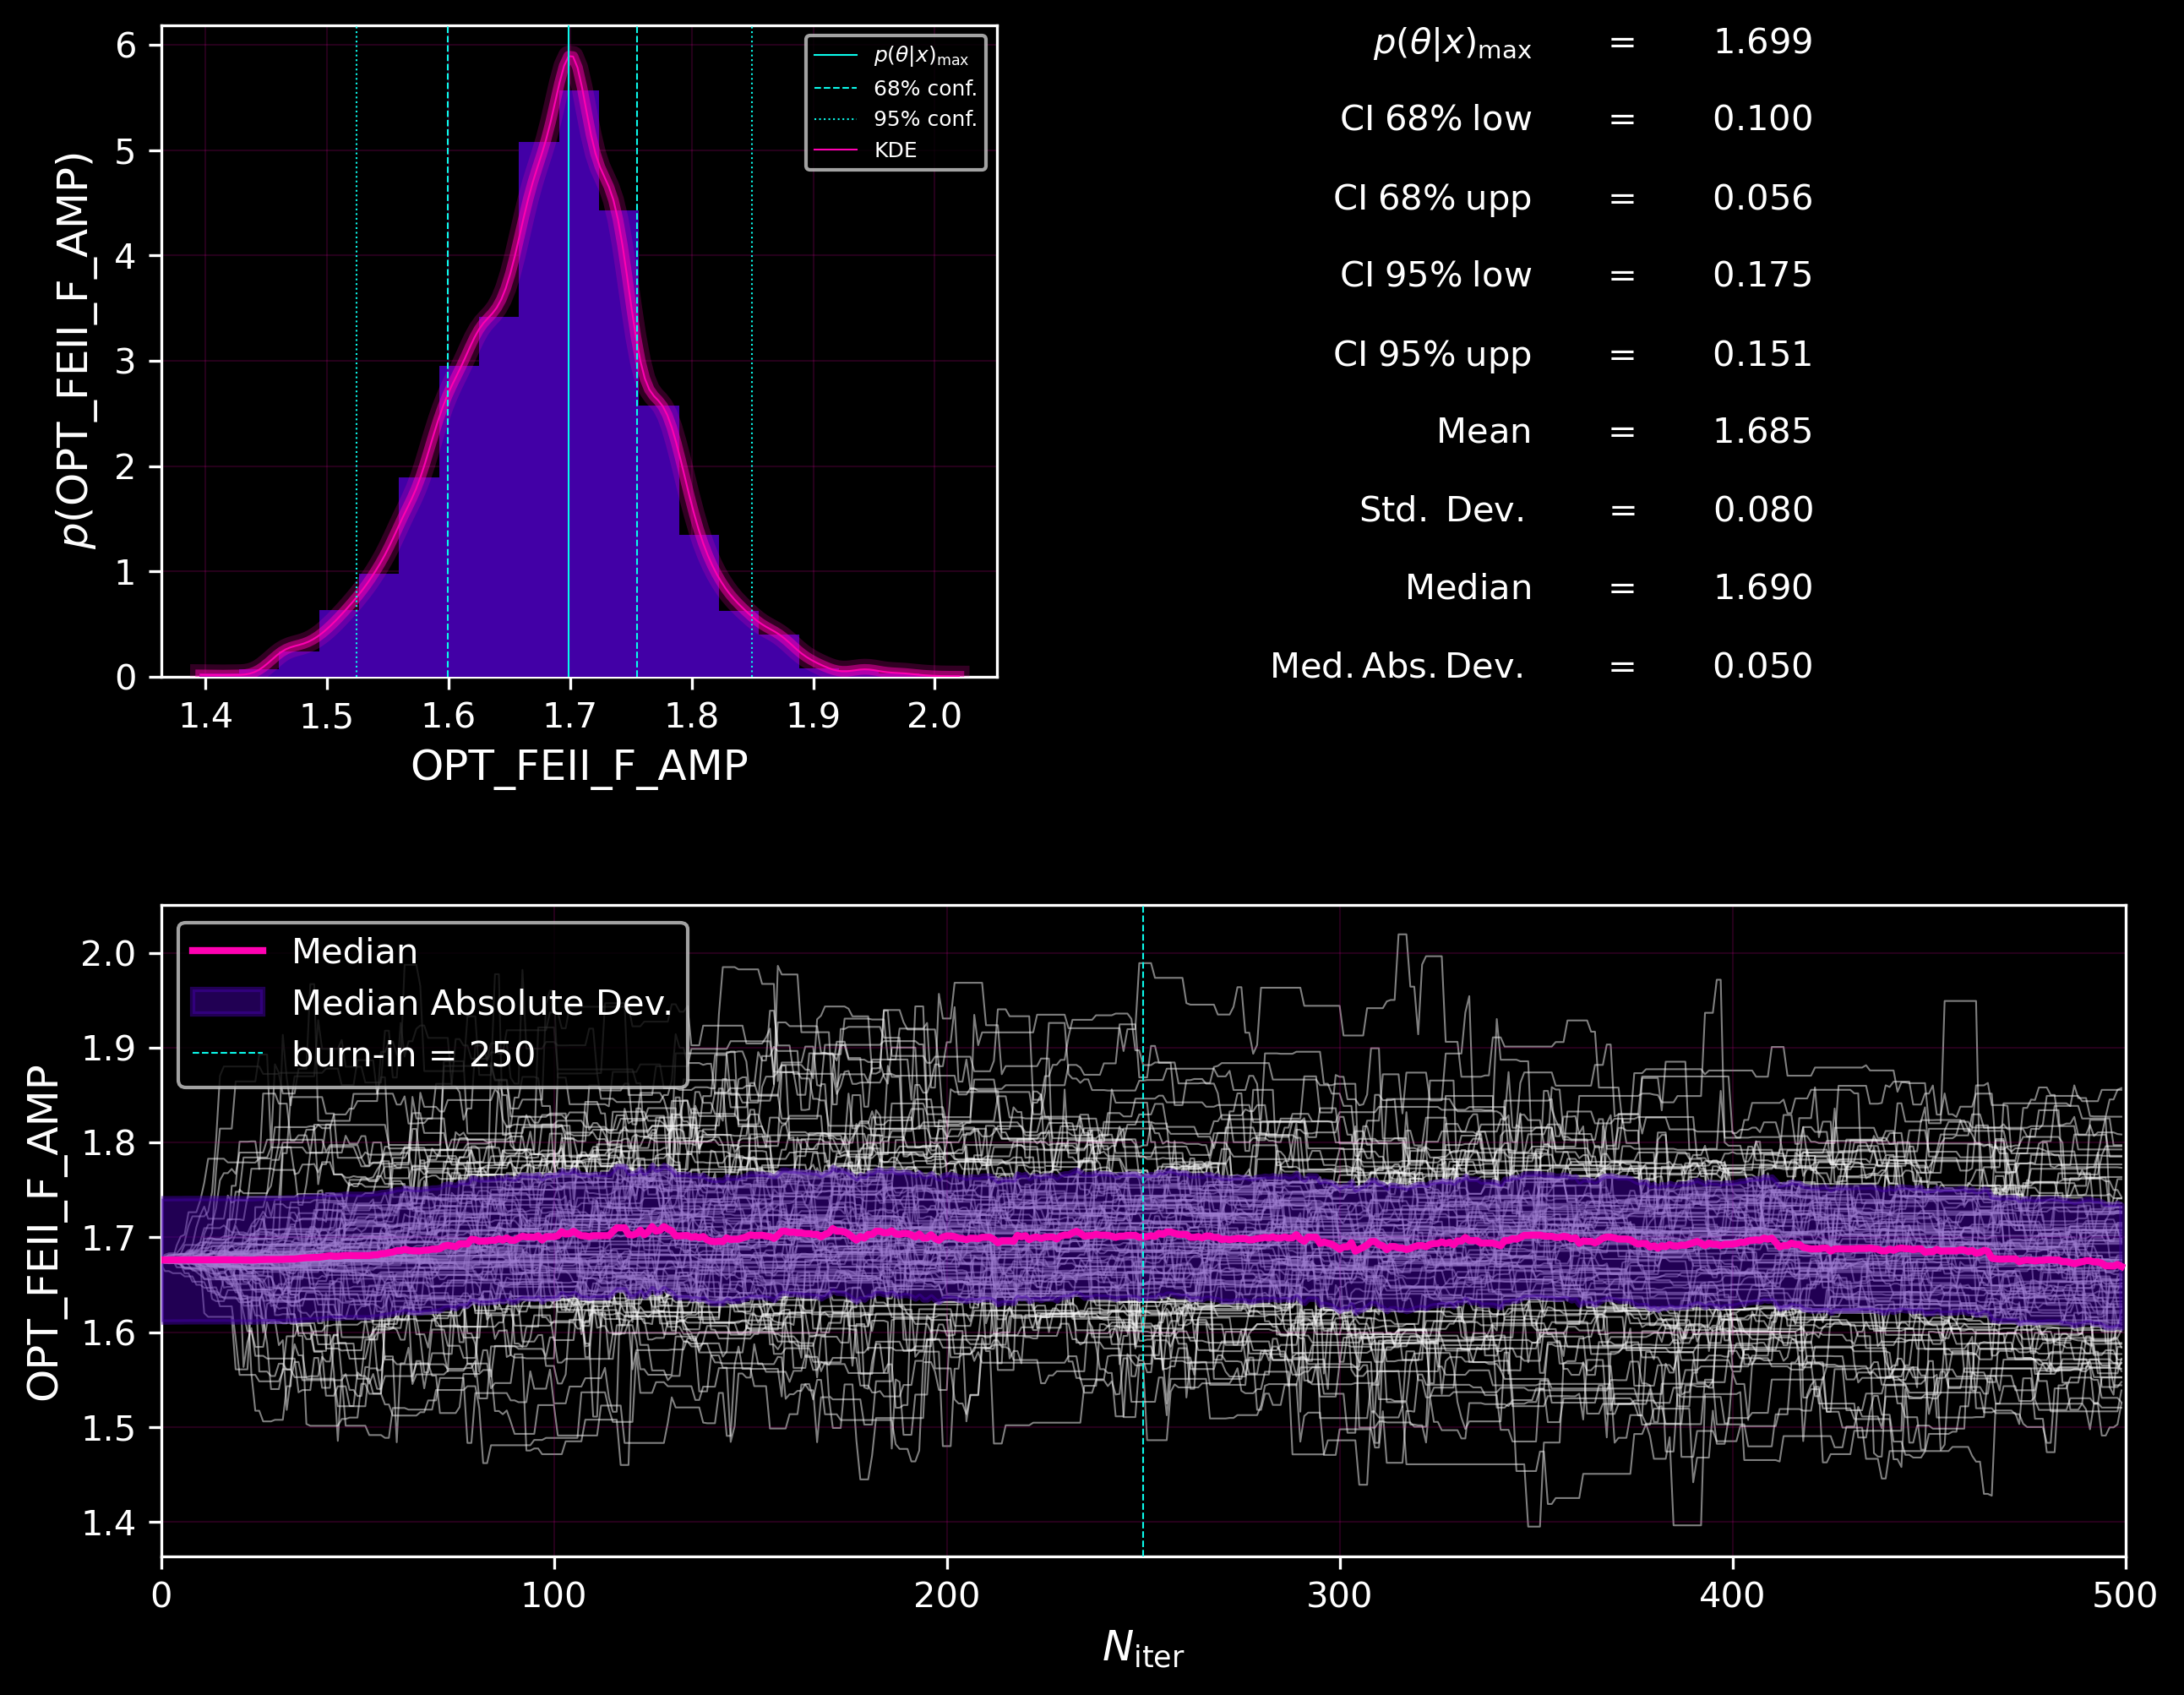 6
5
4
3
2
1
0
p(OPT_FEII_F_AMP)
1.4 1.5 1.6 1.7 1.8 1.9 2.0
OPT_FEII_F_AMP
p(θ|x)max
68% conf.
95% conf.
KDE
p(θ|x)max = 1.699
CI 68% low = 0.100
CI 68% upp = 0.056
CI 95% low = 0.175
CI 95% upp = 0.151
Mean = 1.685
Std. Dev. = 0.080
Median = 1.690
Med. Abs. Dev. = 0.050
2.0
1.9
1.8
1.7
1.6
1.5
1.4
OPT_FEII_F_AMP
Median
Median Absolute Dev.
burn-in = 250
0 100 200 300 400 500
Niter